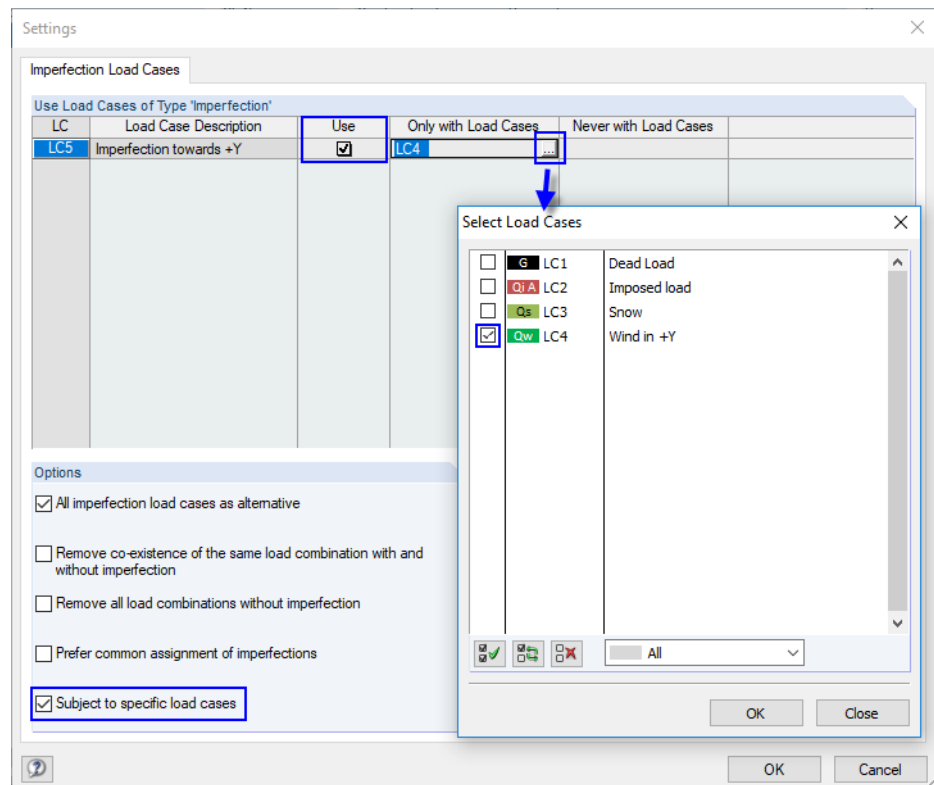 Settings
Imperfection Load Cases
Use Load Cases of Type 'Imperfection'
LC Load Case Description Use Only with Load Cases Never with Load Cases
LC5 Imperfection towards +Y LC4 ...
Select Load Cases
G LC1 Dead Load
Qi A LC2 Imposed load
Qs LC3 Snow
Qw LC4 Wind in +Y
All
OK Close
Options
All imperfection load cases as alternative
Remove co-existence of the same load combination with and
without imperfection
Remove all load combinations without imperfection
Prefer common assignment of imperfections
Subject to specific load cases
OK Cancel